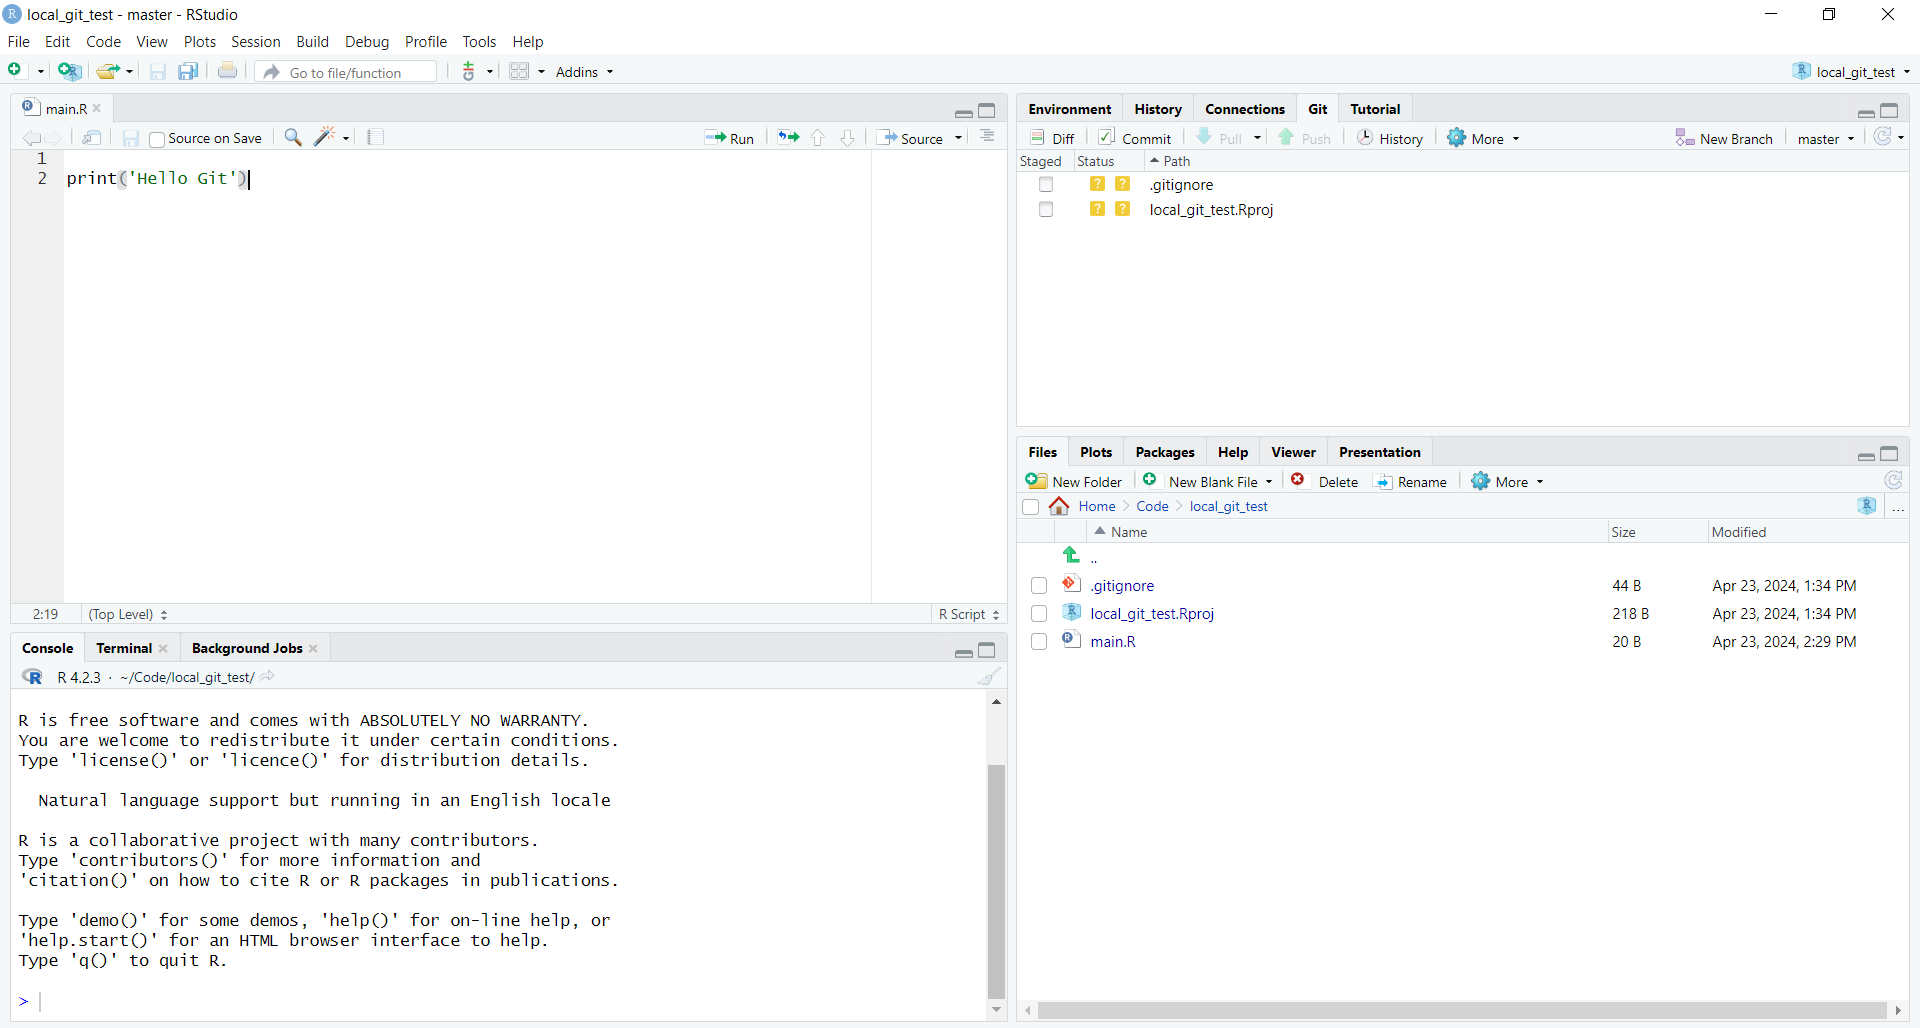 local_git_test - master - RStudio
File Edit Code View Plots Session Build Debug Profile Tools Help
Go to file/function Addins local_git_test
main.R
Source on Save Run Source
1
2 print('Hello Git')
2:19 (Top Level) R Script
Console Terminal Background Jobs
R 4.2.3 · ~/Code/local_git_test/
R is free software and comes with ABSOLUTELY NO WARRANTY.
You are welcome to redistribute it under certain conditions.
Type 'license()' or 'licence()' for distribution details.
Natural language support but running in an English locale
R is a collaborative project with many contributors.
Type 'contributors()' for more information and
'citation()' on how to cite R or R packages in publications.
Type 'demo()' for some demos, 'help()' for on-line help, or
'help.start()' for an HTML browser interface to help.
Type 'q()' to quit R.
>
Environment History Connections Git Tutorial
Diff Commit Pull Push History More New Branch master
Staged Status Path
? ? .gitignore
? ? local_git_test.Rproj
Files Plots Packages Help Viewer Presentation
New Folder New Blank File Delete Rename More
Home Code local_git_test ...
Name Size Modified
..
.gitignore 44 B Apr 23, 2024, 1:34 PM
local_git_test.Rproj 218 B Apr 23, 2024, 1:34 PM
main.R 20 B Apr 23, 2024, 2:29 PM